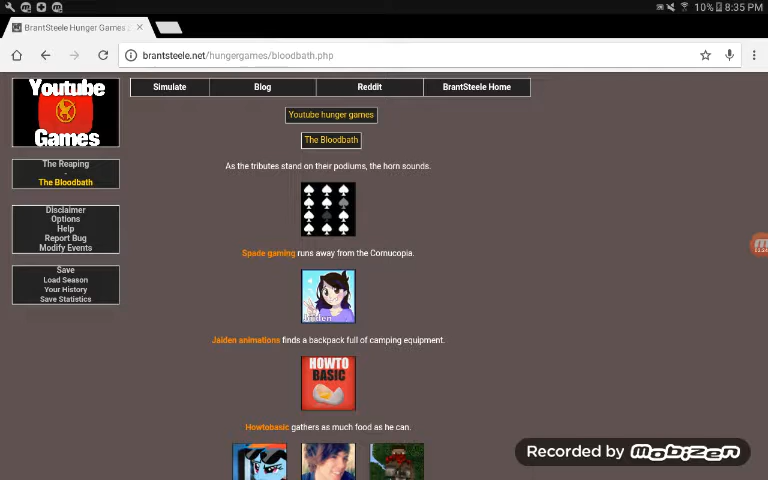 10% 8:35 PM
BrantSteele Hunger Games
brantsteele.net/hungergames/bloodbath.php
Youtube
Games
Simulate
Blog
Reddit
BrantSteele Home
The Reaping
-
The Bloodbath
Disclaimer
Options
Help
Report Bug
Modify Events
Save
Load Season
Your History
Save Statistics
Youtube hunger games
The Bloodbath
As the tributes stand on their podiums, the horn sounds.
Spade gaming runs away from the Cornucopia.
Jaiden
Jaiden animations finds a backpack full of camping equipment.
HOWTO
BASIC
Howtobasic gathers as much food as he can.
Recorded by MOBIZEN